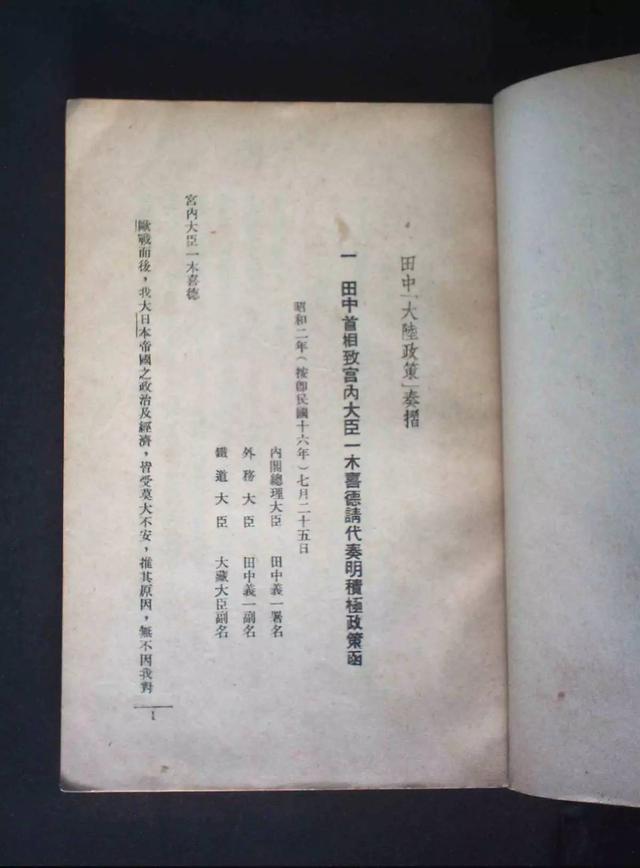 田中「大陸政策」奏摺
一 田中首相致宮內大臣一木喜德請代奏明積極政策函
昭和二年(按卽民國十六年)七月二十五日
內閣總理大臣 田中義一署名
外務大臣 田中義一副名
鐵道大臣 大藏大臣副名
宮內大臣一木喜德
歐戰而後，我大日本帝國之政治及經濟，皆受莫大不安，推其原因，無不因我對
1